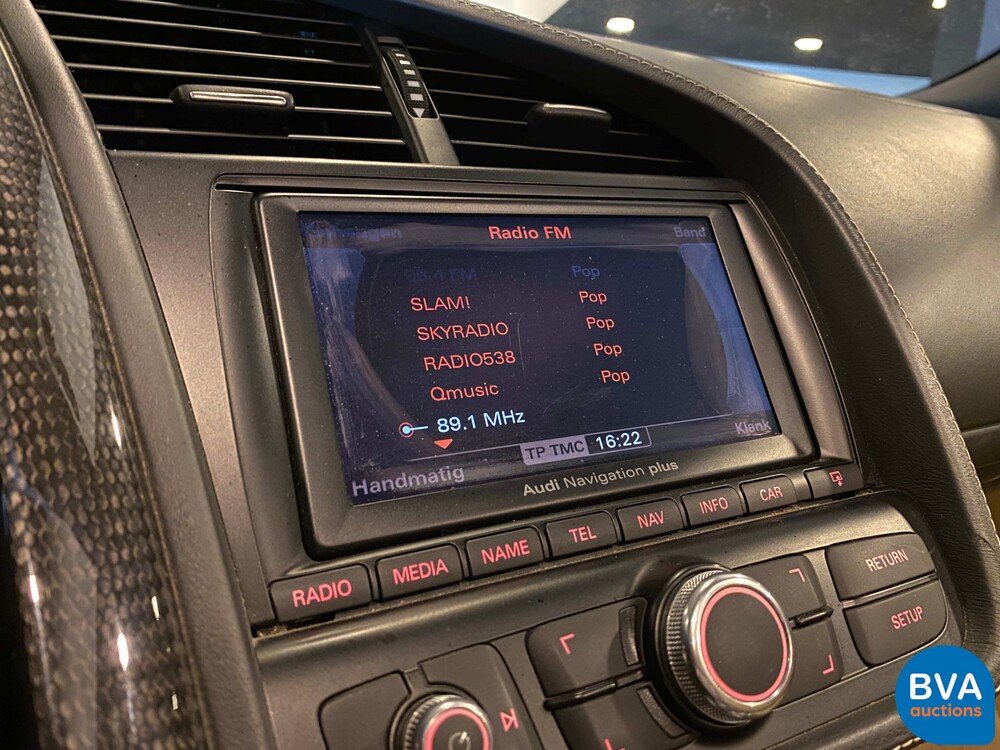 Radio FM Band
Pop
SLAM! Pop
SKYRADIO Pop
RADIO538 Pop
Qmusic Pop
89.1 MHz
TP TMC 16:22
Klank
Handmatig
Audi Navigation plus
RADIO MEDIA NAME TEL NAV INFO CAR
RETURN
SETUP
BVA
auctions